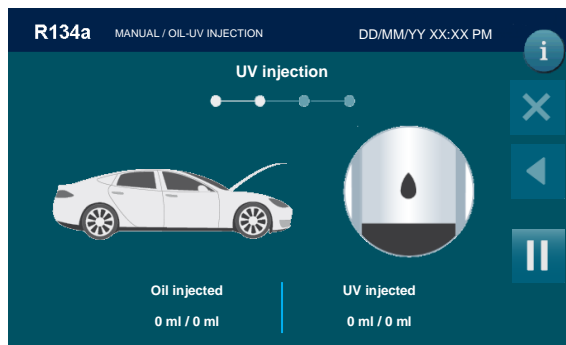 R134a MANUAL / OIL-UV INJECTION DD/MM/YY XX:XX PM
i
UV injection
Oil injected UV injected
0 ml / 0 ml 0 ml / 0 ml